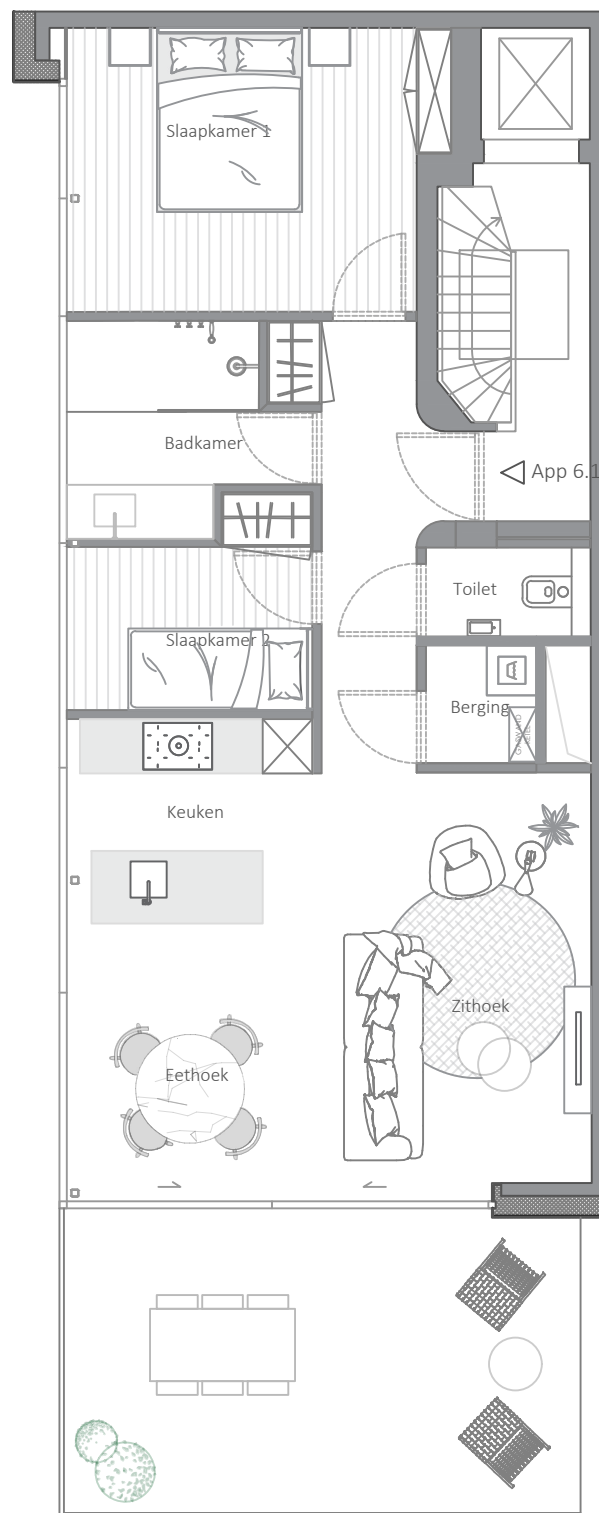 Slaapkamer 1
Badkamer
App 6.1
Toilet
Slaapkamer 2
Berging
Keuken
Zithoek
Eethoek